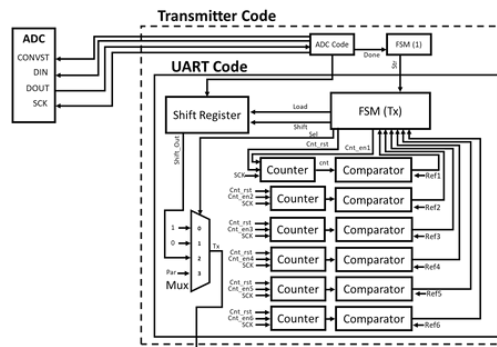 Transmitter Code
ADC
CONVST
DIN
DOUT
SCK
ADC Code
Done
FSM (1)
Str
UART Code
Shift Register
Load
Shift
Sel
FSM (Tx)
Shift_Out
Cnt_rst
Cnt_en1
SCK
Counter
cnt
Comparator
Ref1
Cnt_rst
Cnt_en2
SCK
Counter
Comparator
Ref2
Cnt_rst
Cnt_en3
SCK
Counter
Comparator
Ref3
Cnt_rst
Cnt_en4
SCK
Counter
Comparator
Ref4
Cnt_rst
Cnt_en5
SCK
Counter
Comparator
Ref5
Cnt_rst
Cnt_en6
SCK
Counter
Comparator
Ref6
1
0
Par
Mux
0
1
2
3
Tx